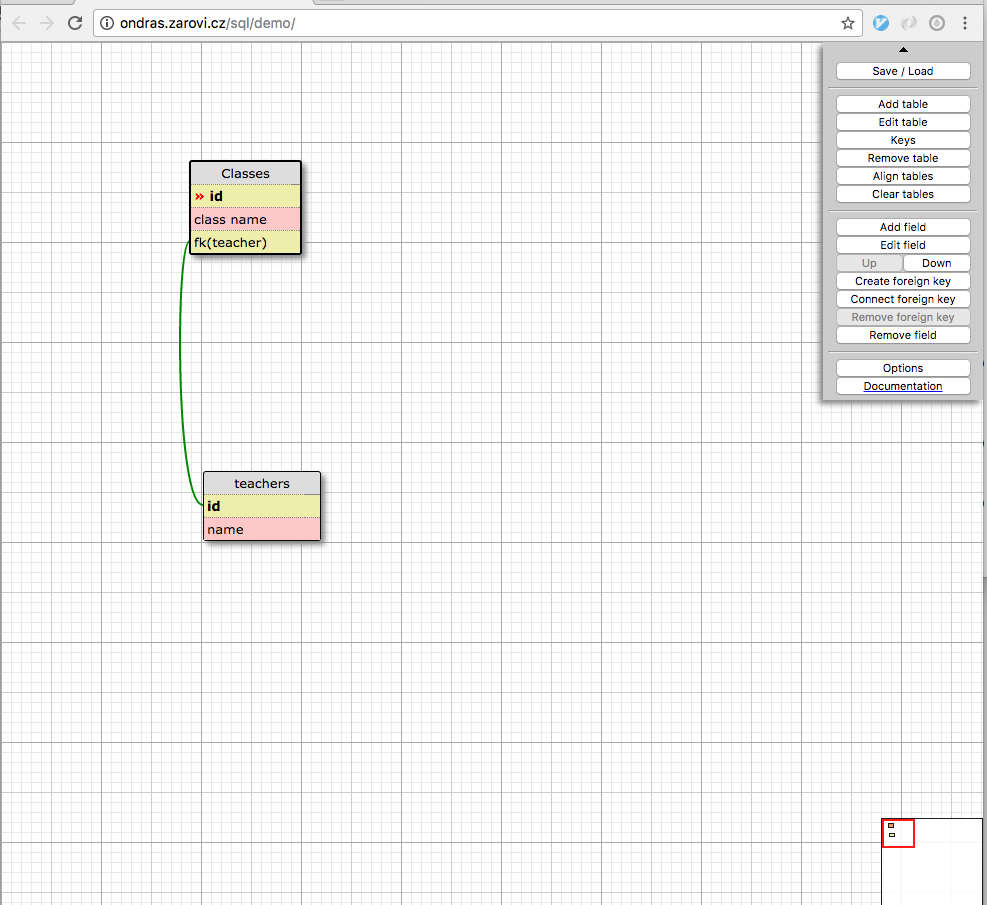 ondras.zarovi.cz/sql/demo/
Save / Load
Add table
Edit table
Keys
Remove table
Align tables
Clear tables
Add field
Edit field
Up Down
Create foreign key
Connect foreign key
Remove foreign key
Remove field
Options
Documentation
Classes
» id
class name
fk(teacher)
teachers
id
name